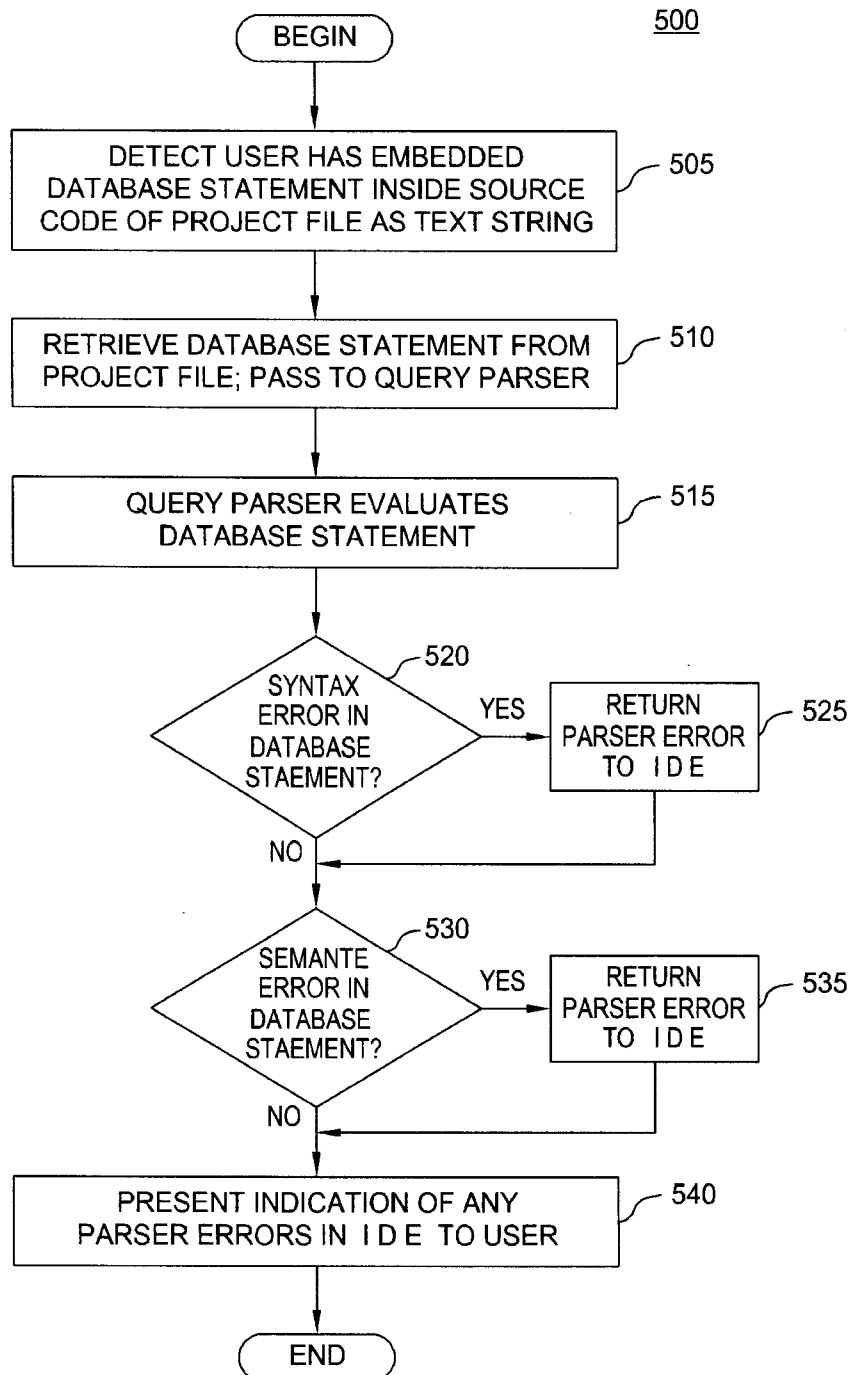 500
BEGIN
DETECT USER HAS EMBEDDED
DATABASE STATEMENT INSIDE SOURCE
CODE OF PROJECT FILE AS TEXT STRING
505
RETRIEVE DATABASE STATEMENT FROM
PROJECT FILE; PASS TO QUERY PARSER
510
QUERY PARSER EVALUATES
DATABASE STATEMENT
515
SYNTAX
ERROR IN
DATABASE
STAEMENT?
520
YES
RETURN
PARSER ERROR
TO I D E
525
NO
SEMANTE
ERROR IN
DATABASE
STAEMENT?
530
YES
RETURN
PARSER ERROR
TO I D E
535
NO
PRESENT INDICATION OF ANY
PARSER ERRORS IN I D E TO USER
540
END